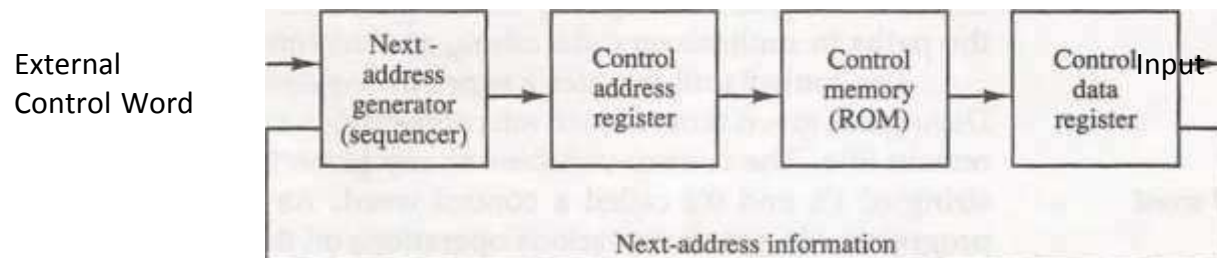 External
Control Word
Next -
address
generator
(sequencer)
Control
address
register
Control
memory
(ROM)
Control
data
register
Input
Next-address information